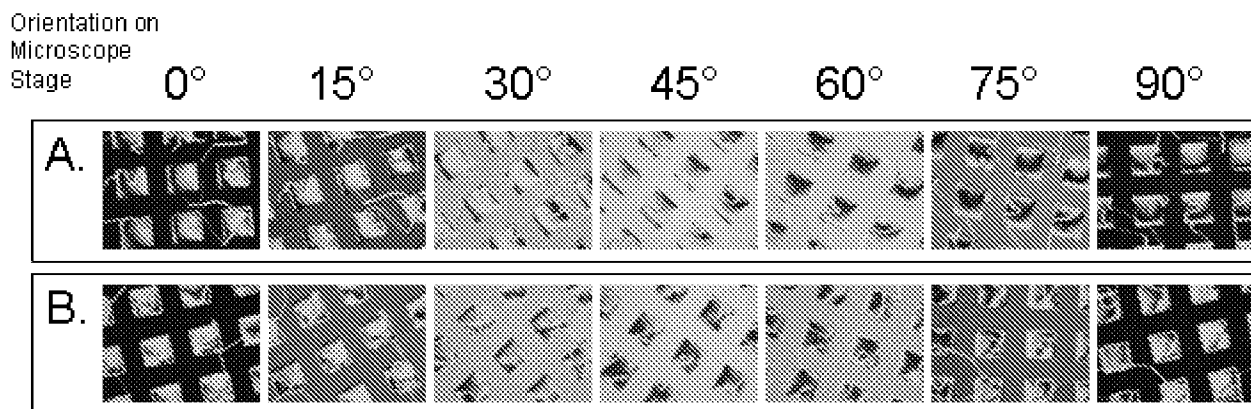 Orientation on
Microscope
Stage 0° 15° 30° 45° 60° 75° 90°
A.
B.